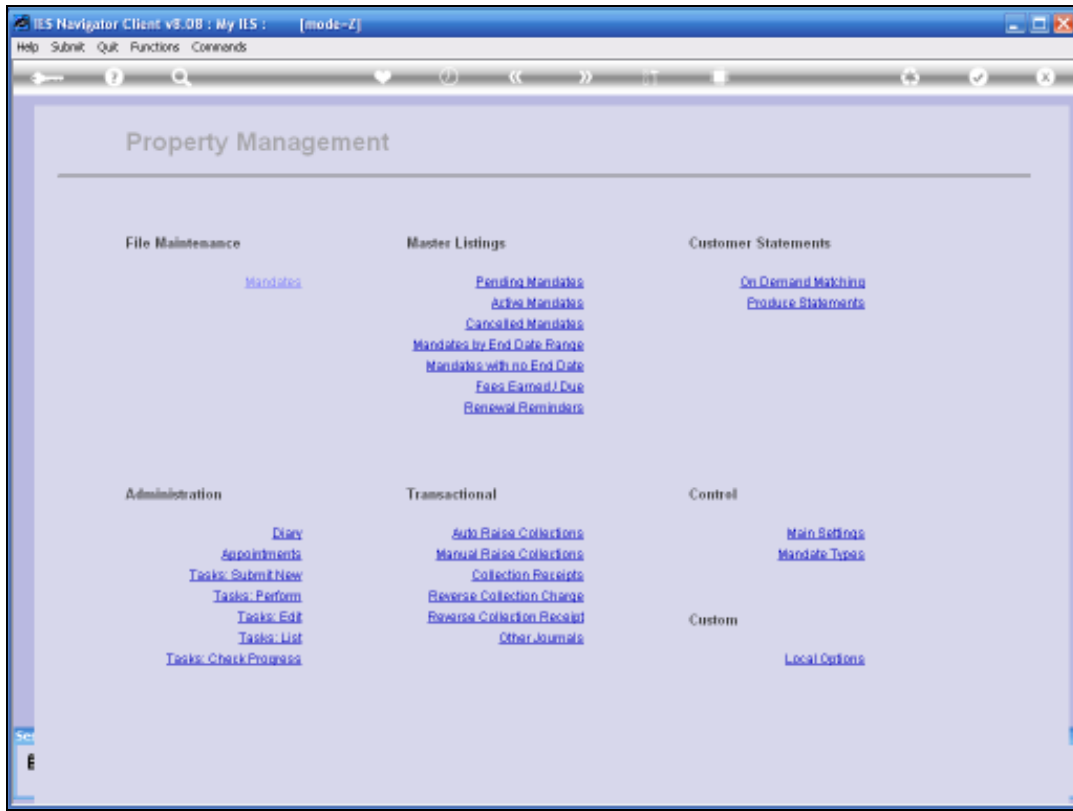 IES Navigator Client v8.08 : My IES : [mode=Z]
Help Submit Quit Functions Commands
Property Management
File Maintenance
Mandates
Master Listings
Pending Mandates
Active Mandates
Cancelled Mandates
Mandates by End Date Range
Mandates with no End Date
Fees Earned / Due
Renewal Reminders
Customer Statements
On Demand Matching
Produce Statements
Administration
Diary
Appointments
Tasks: Submit New
Tasks: Perform
Tasks: Edit
Tasks: List
Tasks: Check Progress
Transactional
Auto Raise Collections
Manual Raise Collections
Collection Receipts
Reverse Collection Charge
Reverse Collection Receipt
Other Journals
Control
Main Settings
Mandate Types
Custom
Local Options